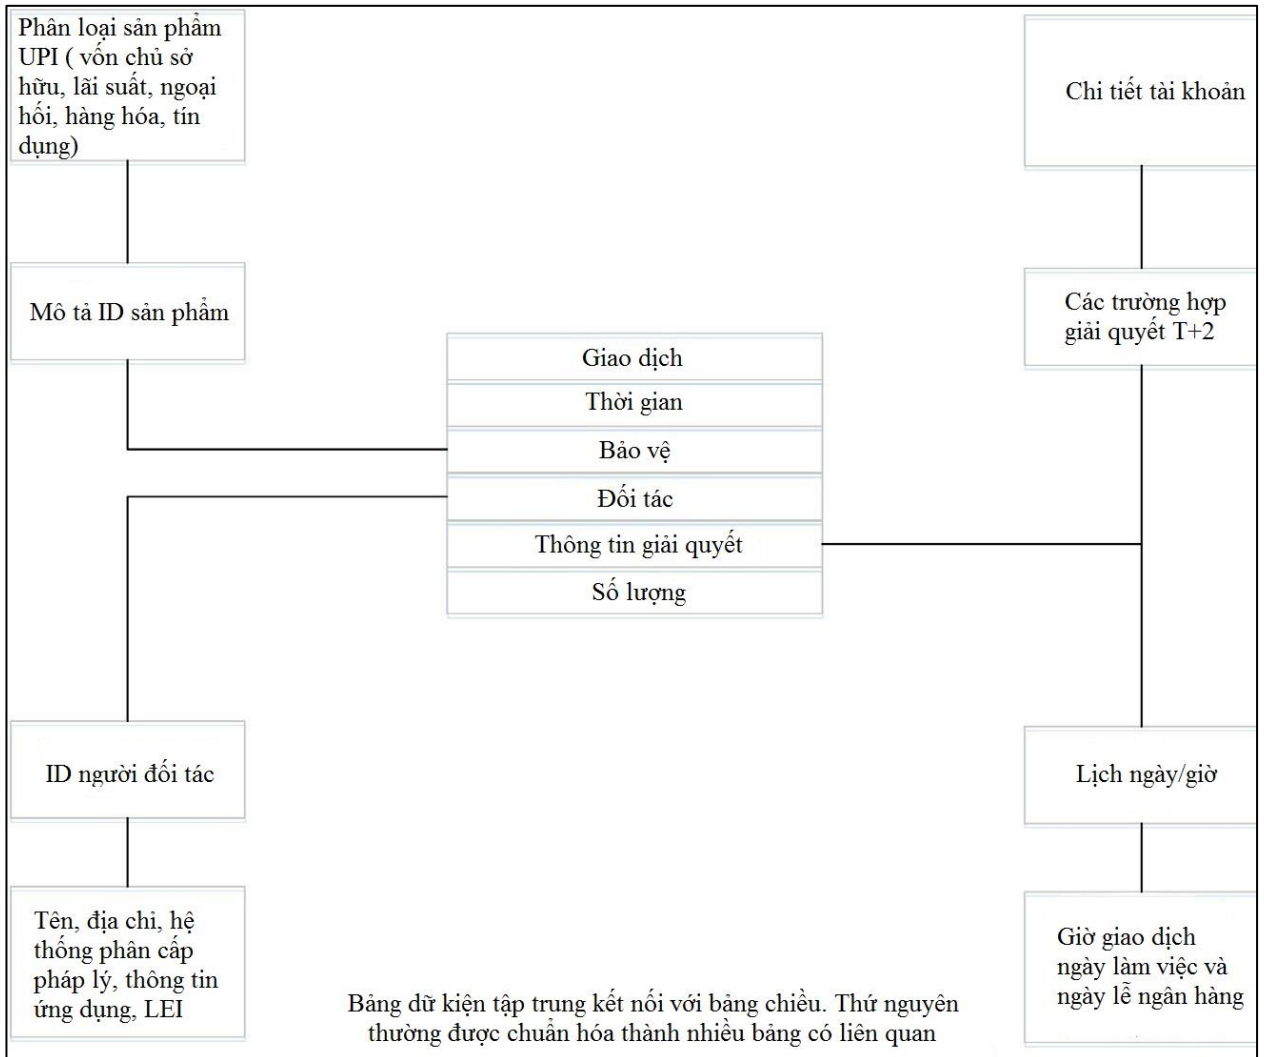 Phân loại sản phẩm
UPI ( vốn chủ sở
hữu, lãi suất, ngoại
hối, hàng hóa, tín
dụng)
Chi tiết tài khoản
Mô tả ID sản phẩm
Các trường hợp
giải quyết T+2
Giao dịch
Thời gian
Bảo vệ
Đối tác
Thông tin giải quyết
Số lượng
ID người đối tác
Lịch ngày/giờ
Tên, địa chỉ, hệ
thống phân cấp
pháp lý, thông tin
ứng dụng, LEI
Giờ giao dịch
ngày làm việc và
ngày lễ ngân hàng
Bảng dữ kiện tập trung kết nối với bảng chiều. Thứ nguyên
thường được chuẩn hóa thành nhiều bảng có liên quan